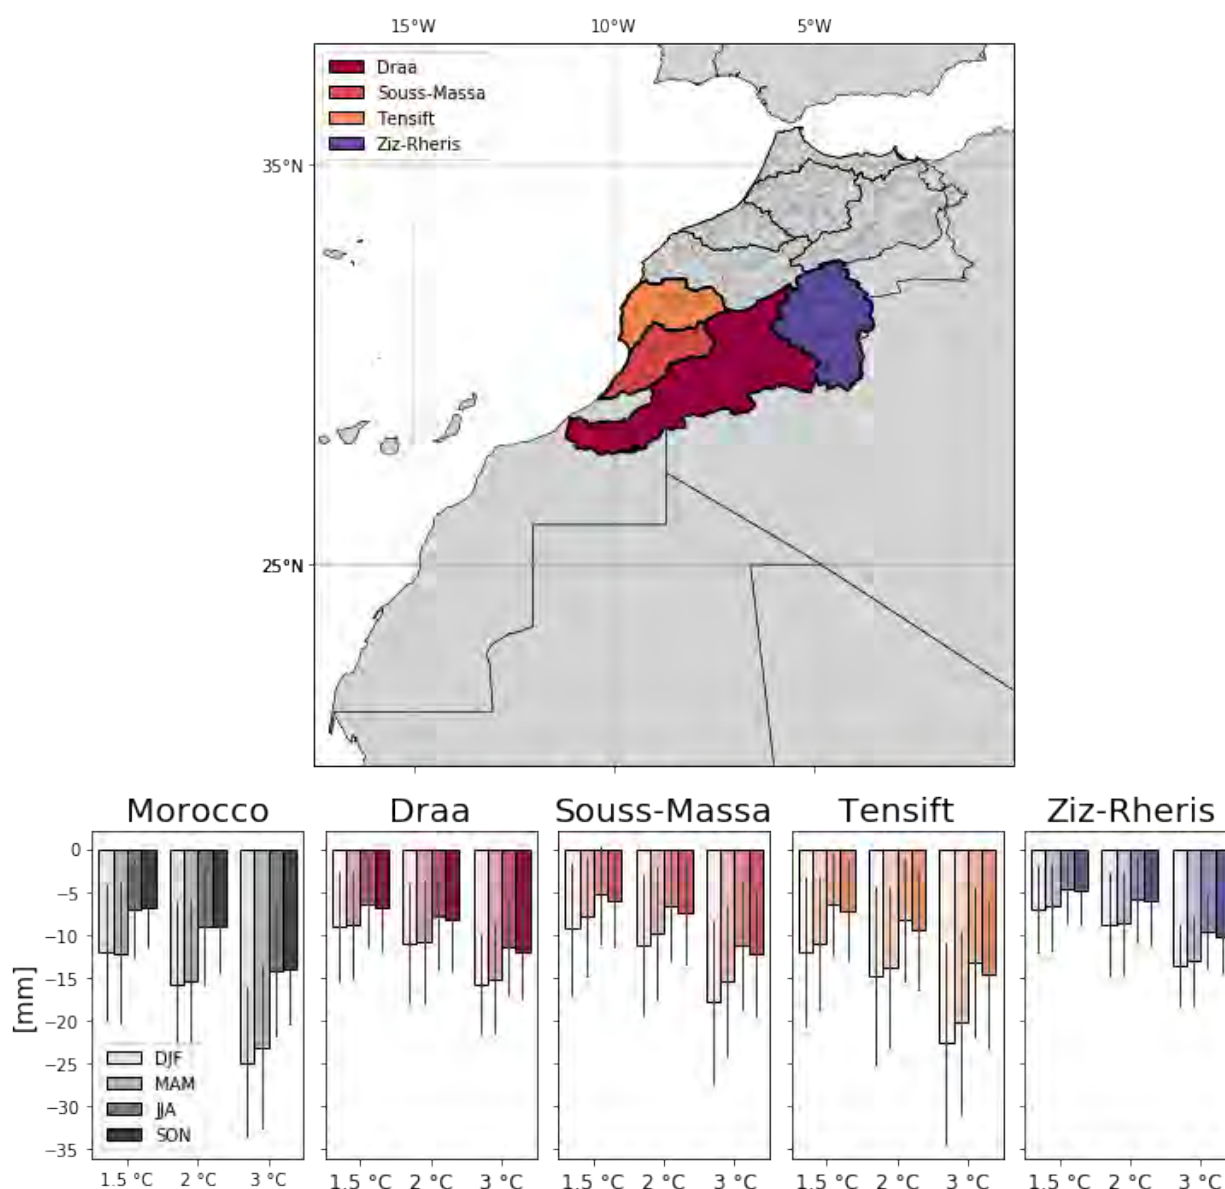 15°W 10°W 5°W
Draa
Souss-Massa
Tensift
Ziz-Rheris
35°N
25°N
Morocco Draa Souss-Massa Tensift Ziz-Rheris
0
−5
−10
−15
−20
−25
−30
−35
[mm]
DJF
MAM
JJA
SON
1.5 °C 2 °C 3 °C 1.5 °C 2 °C 3 °C 1.5 °C 2 °C 3 °C 1.5 °C 2 °C 3 °C 1.5 °C 2 °C 3 °C